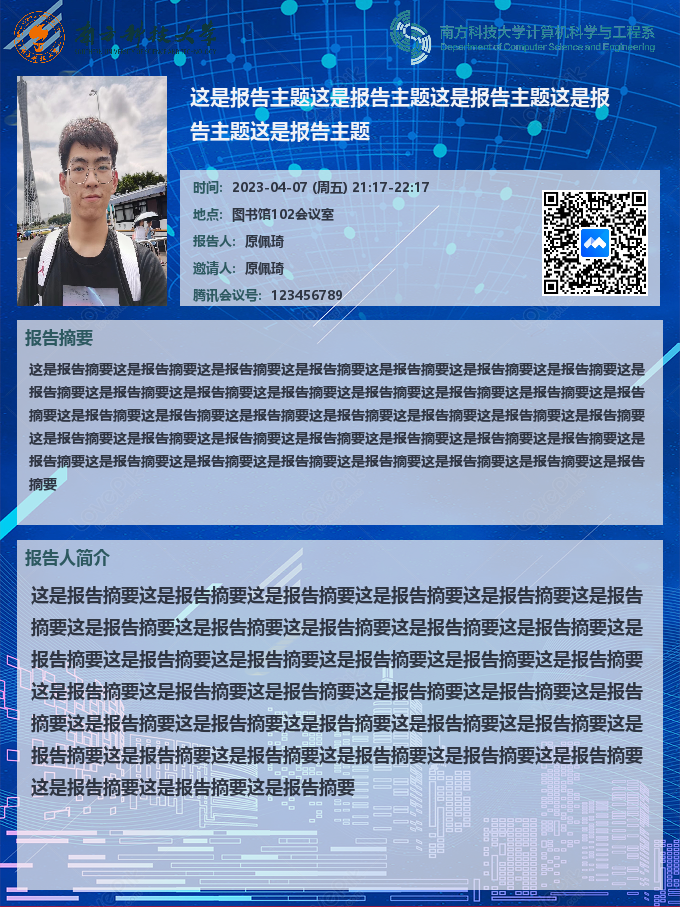 南方科技大学
南方科技大学计算机科学与工程系
Department of Computer Science and Engineering
这是报告主题这是报告主题这是报告主题这是报
告主题这是报告主题
时间: 2023-04-07 (周五) 21:17-22:17
地点: 图书馆102会议室
报告人: 原佩琦
邀请人: 原佩琦
腾讯会议号: 123456789
报告摘要
这是报告摘要这是报告摘要这是报告摘要这是报告摘要这是报告摘要这是报告摘要这是报告摘要这是
报告摘要这是报告摘要这是报告摘要这是报告摘要这是报告摘要这是报告摘要这是报告摘要这是报告
摘要这是报告摘要这是报告摘要这是报告摘要这是报告摘要这是报告摘要这是报告摘要这是报告摘要
这是报告摘要这是报告摘要这是报告摘要这是报告摘要这是报告摘要这是报告摘要这是报告摘要这是
报告摘要这是报告摘要这是报告摘要这是报告摘要这是报告摘要这是报告摘要这是报告摘要这是报告
摘要
报告人简介
这是报告摘要这是报告摘要这是报告摘要这是报告摘要这是报告摘要这是报告
摘要这是报告摘要这是报告摘要这是报告摘要这是报告摘要这是报告摘要这是
报告摘要这是报告摘要这是报告摘要这是报告摘要这是报告摘要这是报告摘要
这是报告摘要这是报告摘要这是报告摘要这是报告摘要这是报告摘要这是报告
摘要这是报告摘要这是报告摘要这是报告摘要这是报告摘要这是报告摘要这是
报告摘要这是报告摘要这是报告摘要这是报告摘要这是报告摘要这是报告摘要
这是报告摘要这是报告摘要这是报告摘要